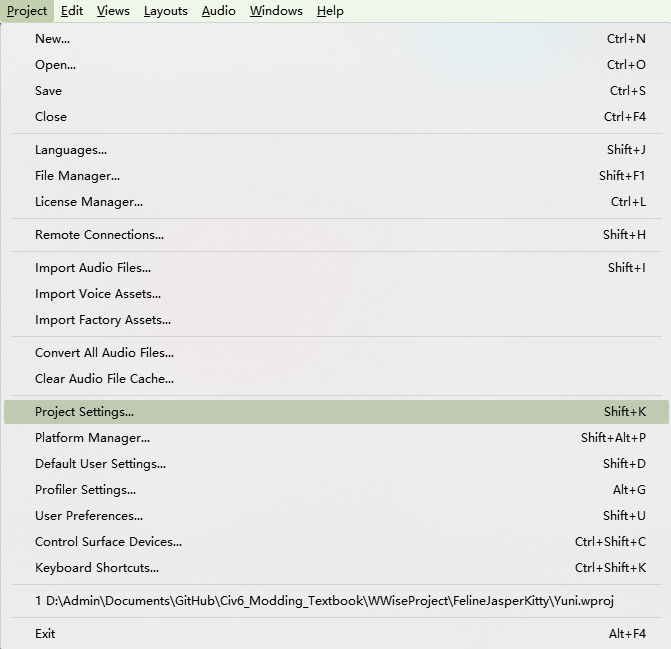 Project Edit Views Layouts Audio Windows Help
New... Ctrl+N
Open... Ctrl+O
Save Ctrl+S
Close Ctrl+F4
Languages... Shift+J
File Manager... Shift+F1
License Manager... Ctrl+L
Remote Connections... Shift+H
Import Audio Files... Shift+I
Import Voice Assets...
Import Factory Assets...
Convert All Audio Files...
Clear Audio File Cache...
Project Settings... Shift+K
Platform Manager... Shift+Alt+P
Default User Settings... Shift+D
Profiler Settings... Alt+G
User Preferences... Shift+U
Control Surface Devices... Ctrl+Shift+C
Keyboard Shortcuts... Ctrl+Shift+K
1 D:\Admin\Documents\GitHub\Civ6_Modding_Textbook\WWiseProject\FelineJasperKitty\Yuni.wproj
Exit Alt+F4